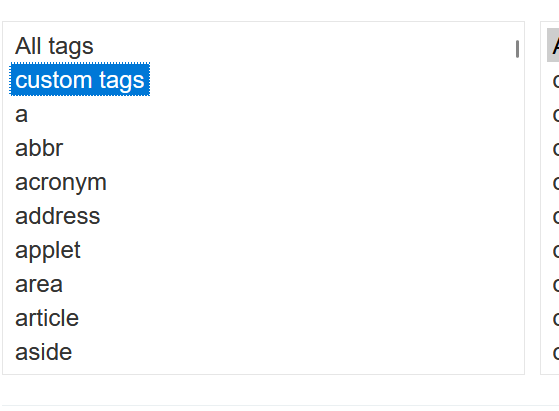 All tags
custom tags
a
abbr
acronym
address
applet
area
article
aside